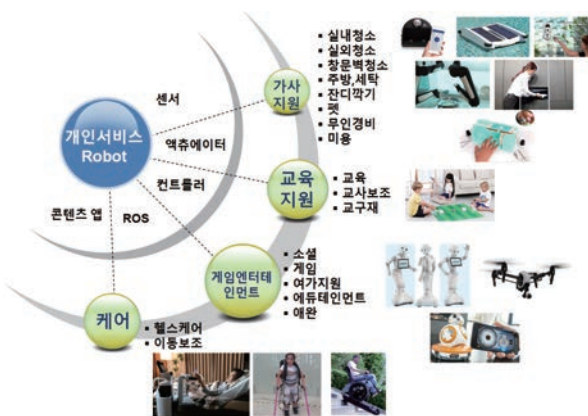 개인서비스
Robot
센서
액츄에이터
컨트롤러
콘텐츠 앱
ROS
가사
지원
▪ 실내청소
▪ 실외청소
▪ 창문벽청소
▪ 주방,세탁
▪ 잔디깎기
▪ 펫
▪ 무인경비
▪ 미용
교육
지원
▪ 교육
▪ 교사보조
▪ 교구재
게임엔터테
인먼트
▪ 소셜
▪ 게임
▪ 여가지원
▪ 에듀테인먼트
▪ 애완
케어
▪ 헬스케어
▪ 이동보조